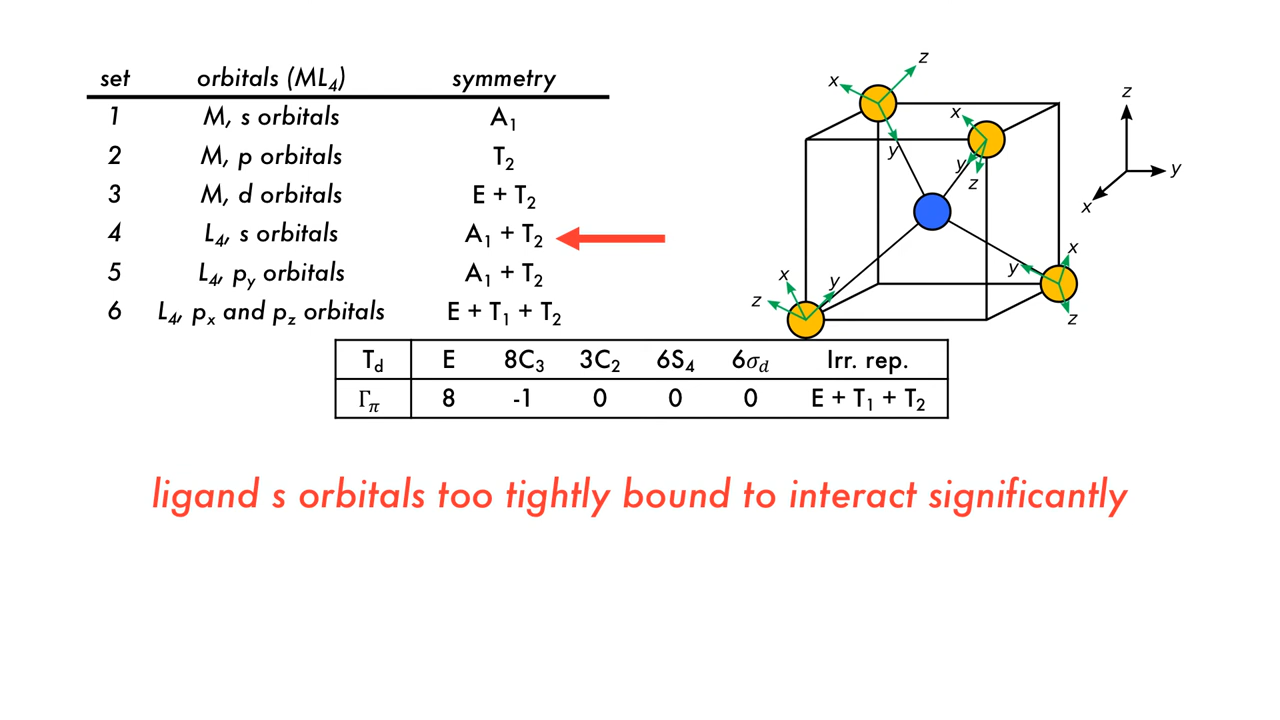 set orbitals (ML₄) symmetry
1 M, s orbitals A₁
2 M, p orbitals T₂
3 M, d orbitals E + T₂
4 L₄, s orbitals A₁ + T₂
5 L₄, p_y orbitals A₁ + T₂
6 L₄, pₓ and p_z orbitals E + T₁ + T₂
z
x
y
x
y
z
z
y
x
x
y
z
x
y
z
T_d E 8C₃ 3C₂ 6S₄ 6σ_d Irr. rep.
Γ_π 8 -1 0 0 0 E + T₁ + T₂
ligand s orbitals too tightly bound to interact significantly